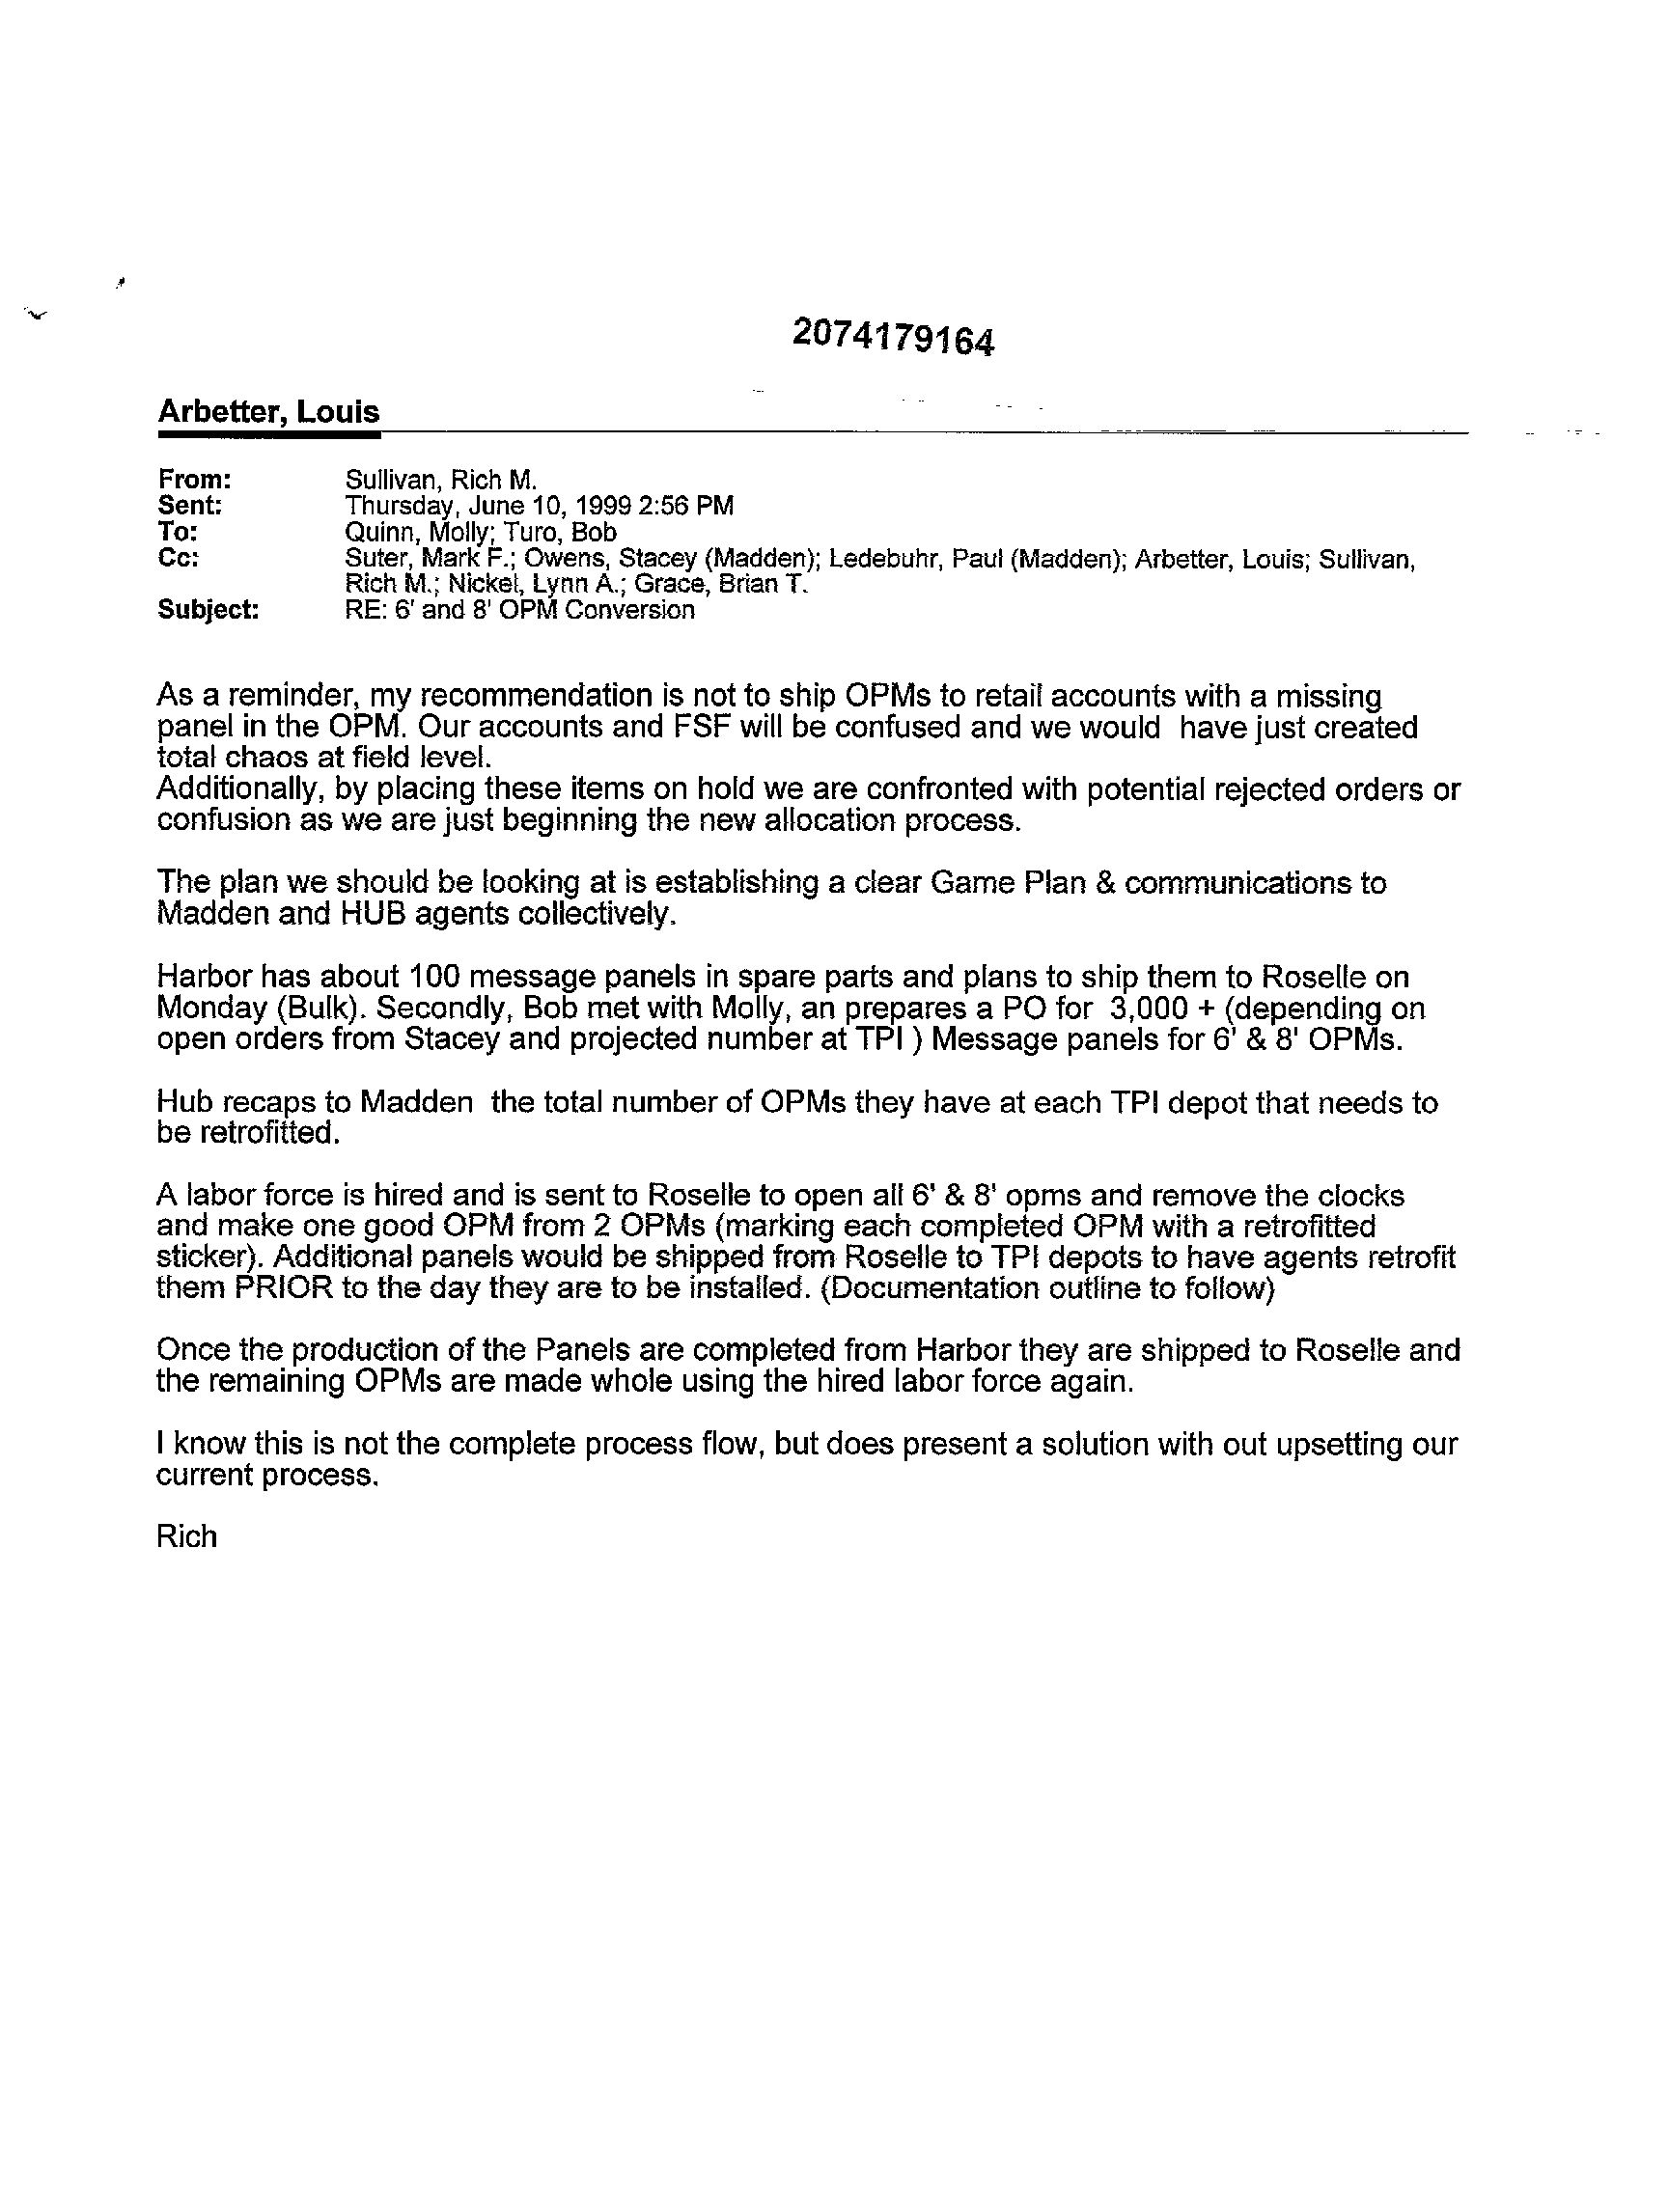 2074179164
Arbetter, Louis
From: Sullivan, Rich M.
Sent: Thursday, June 10, 1999 2:56 PM
To: Quinn, Molly; Turo, Bob
Cc: Suter, Mark F.; Owens, Stacey (Madden); Ledebuhr, Paul (Madden); Arbetter, Louis; Sullivan,
Rich M.; Nickel, Lynn A.; Grace, Brian T.
Subject: RE: 6' and 8' OPM Conversion
As a reminder, my recommendation is not to ship OPMs to retail accounts with a missing
panel in the OPM. Our accounts and FSF will be confused and we would have just created
total chaos at field level.
Additionally, by placing these items on hold we are confronted with potential rejected orders or
confusion as we are just beginning the new allocation process.
The plan we should be looking at is establishing a clear Game Plan & communications to
Madden and HUB agents collectively.
Harbor has about 100 message panels in spare parts and plans to ship them to Roselle on
Monday (Bulk). Secondly, Bob met with Molly, an prepares a PO for 3,000 + (depending on
open orders from Stacey and projected number at TPI ) Message panels for 6' & 8' OPMs.
Hub recaps to Madden the total number of OPMs they have at each TPI depot that needs to
be retrofitted.
A labor force is hired and is sent to Roselle to open all 6' & 8' opms and remove the clocks
and make one good OPM from 2 OPMs (marking each completed OPM with a retrofitted
sticker). Additional panels would be shipped from Roselle to TPI depots to have agents retrofit
them PRIOR to the day they are to be installed. (Documentation outline to follow)
Once the production of the Panels are completed from Harbor they are shipped to Roselle and
the remaining OPMs are made whole using the hired labor force again.
I know this is not the complete process flow, but does present a solution with out upsetting our
current process.
Rich